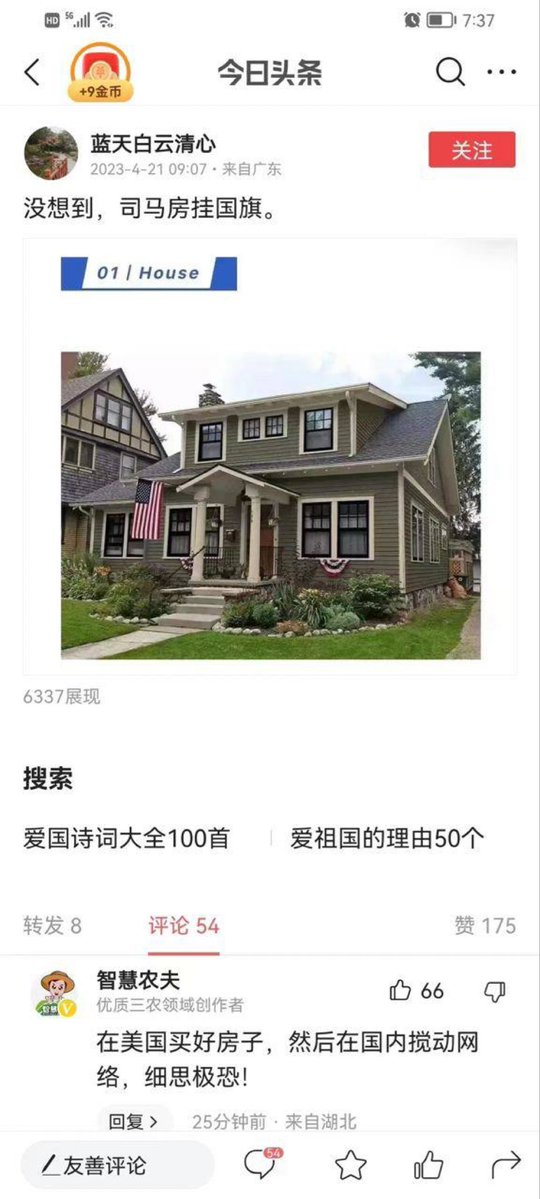 HD 5G 7:37
+9金币
今日头条
蓝天白云清心
2023-4-21 09:07・来自广东
关注
没想到，司马房挂国旗。
01 | House
6337展现
搜索
爱国诗词大全100首
爱祖国的理由50个
转发 8
评论 54
赞 175
智慧农夫
优质三农领域创作者
66
在美国买好房子，然后在国内搅动网
络，细思极恐!
回复 >
25分钟前・来自湖北
友善评论
54